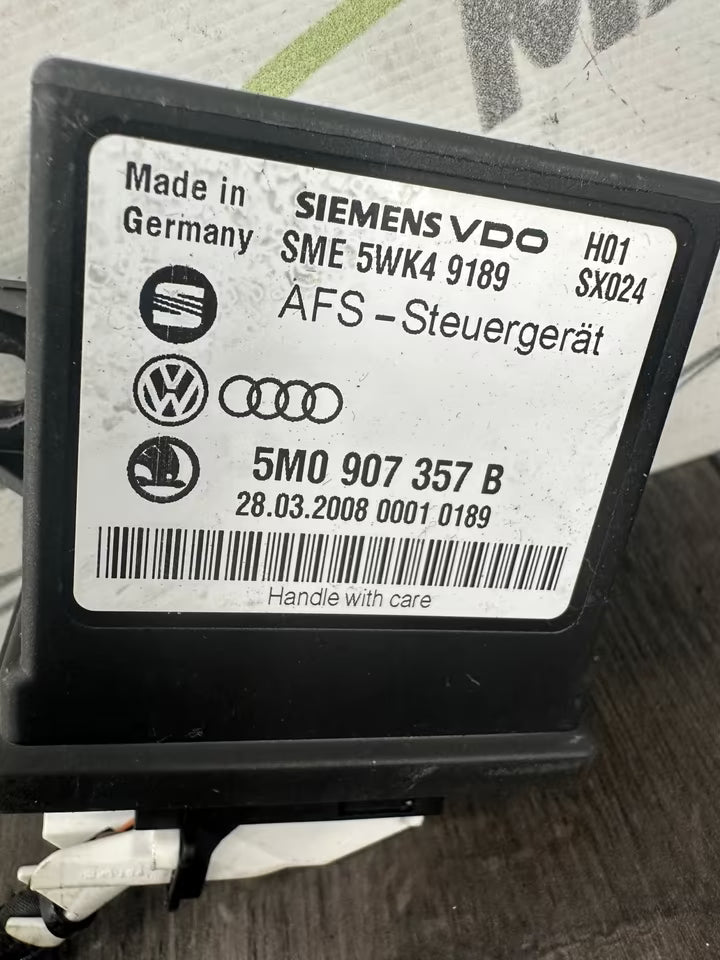 Made in
Germany
SIEMENS VDO
SME 5WK4 9189
H01
SX024
AFS - Steuergerät
5M0 907 357 B
28.03.2008 0001 0189
Handle with care